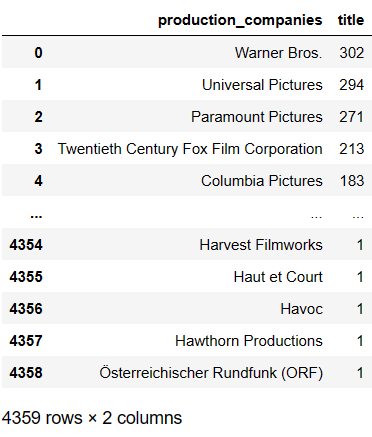 production_companies title
0 Warner Bros. 302
1 Universal Pictures 294
2 Paramount Pictures 271
3 Twentieth Century Fox Film Corporation 213
4 Columbia Pictures 183
... ... ...
4354 Harvest Filmworks 1
4355 Haut et Court 1
4356 Havoc 1
4357 Hawthorn Productions 1
4358 Österreichischer Rundfunk (ORF) 1
4359 rows × 2 columns